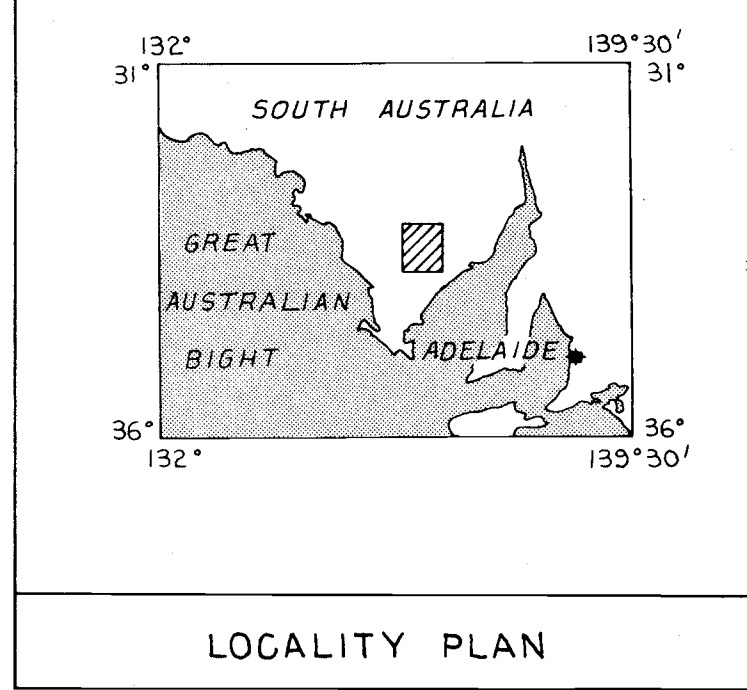 132° 139°30'
31° 31°
SOUTH AUSTRALIA
GREAT
AUSTRALIAN
BIGHT
ADELAIDE
36° 36°
132° 139°30'
LOCALITY PLAN